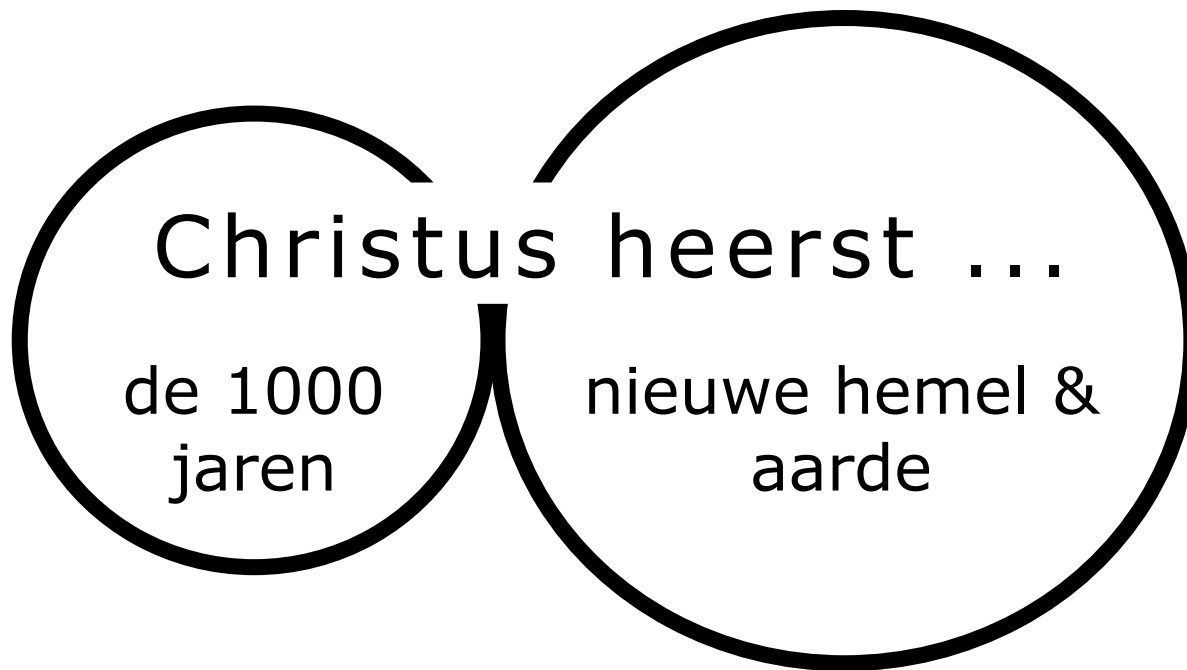 Christus heerst ...
de 1000
jaren
nieuwe hemel &
aarde